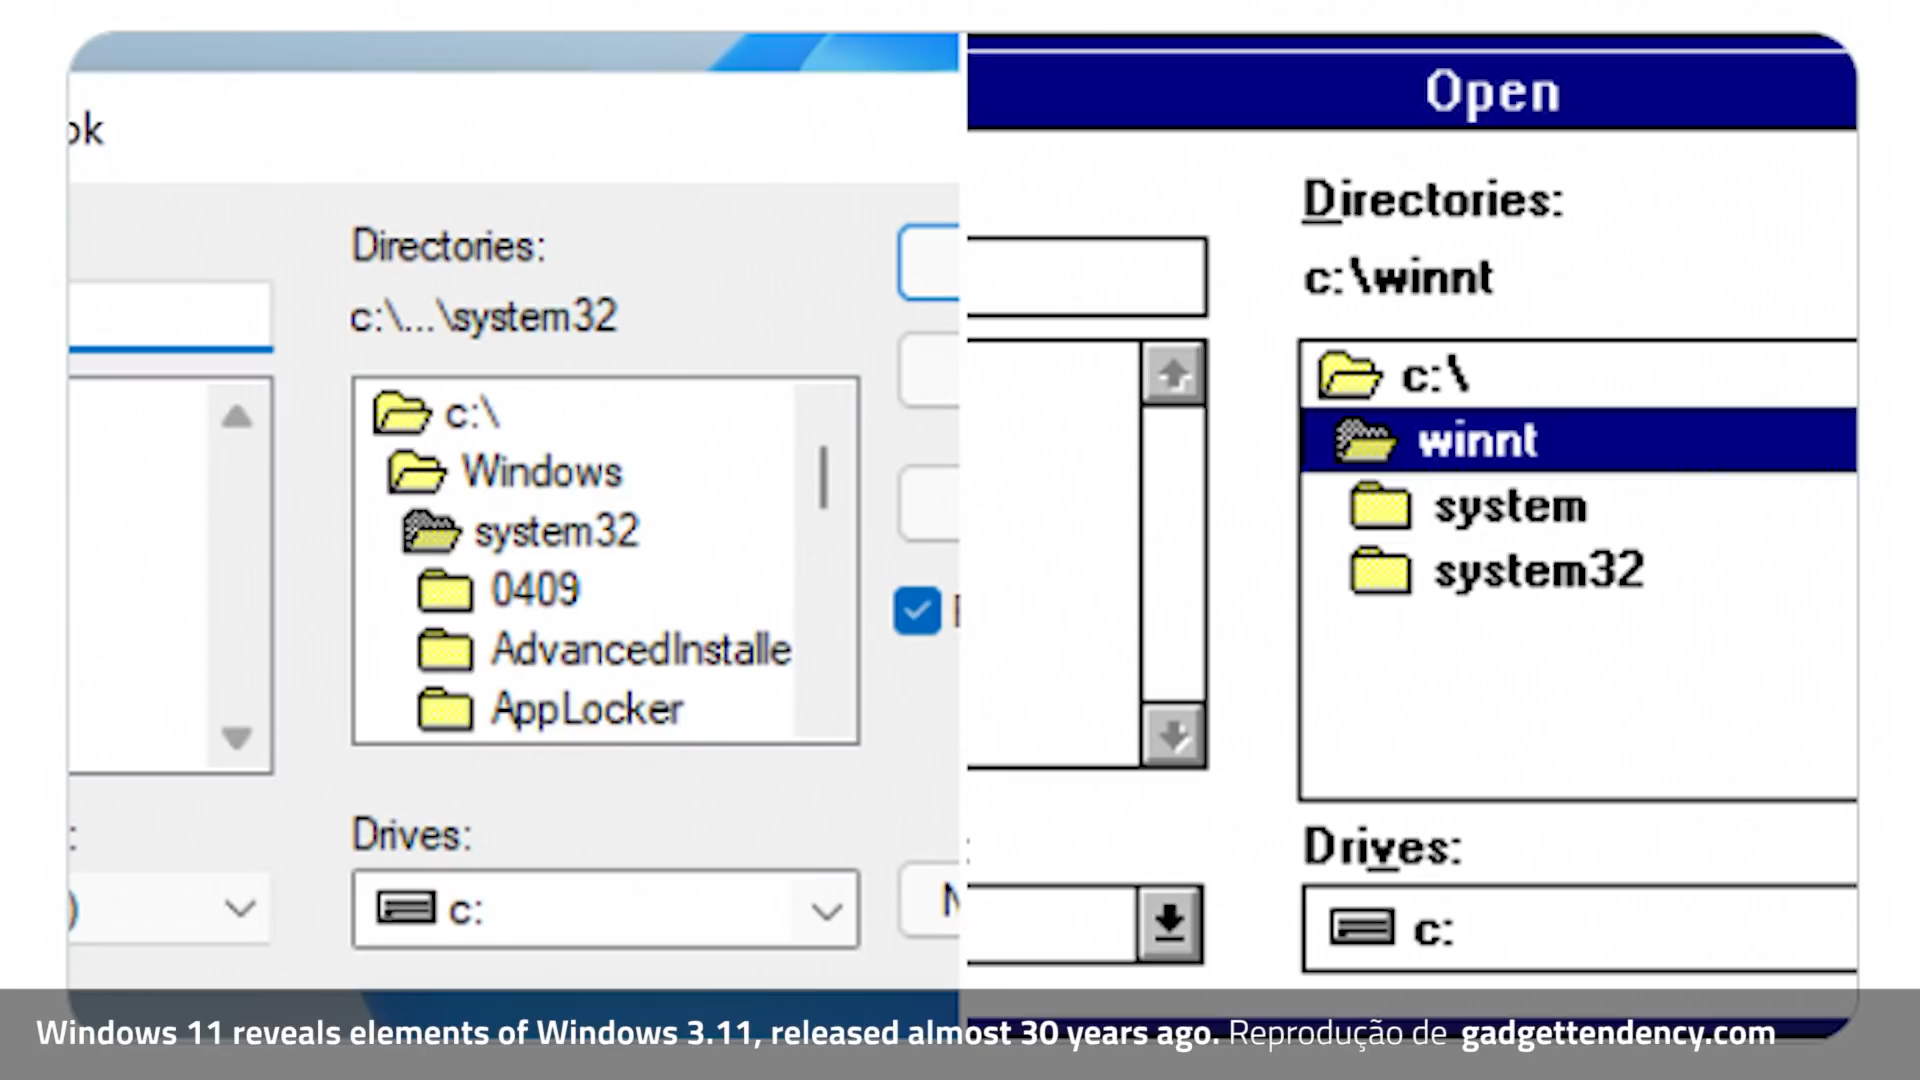 ok
Directories:
c:\...\system32
c:\
Windows
system32
0409
AdvancedInstalle
AppLocker
:
Drives:
)
c:
Open
Directories:
c:\winnt
c:\
winnt
system
system32
:
Drives:
c:
Windows 11 reveals elements of Windows 3.11, released almost 30 years ago. Reprodução de gadgettendency.com